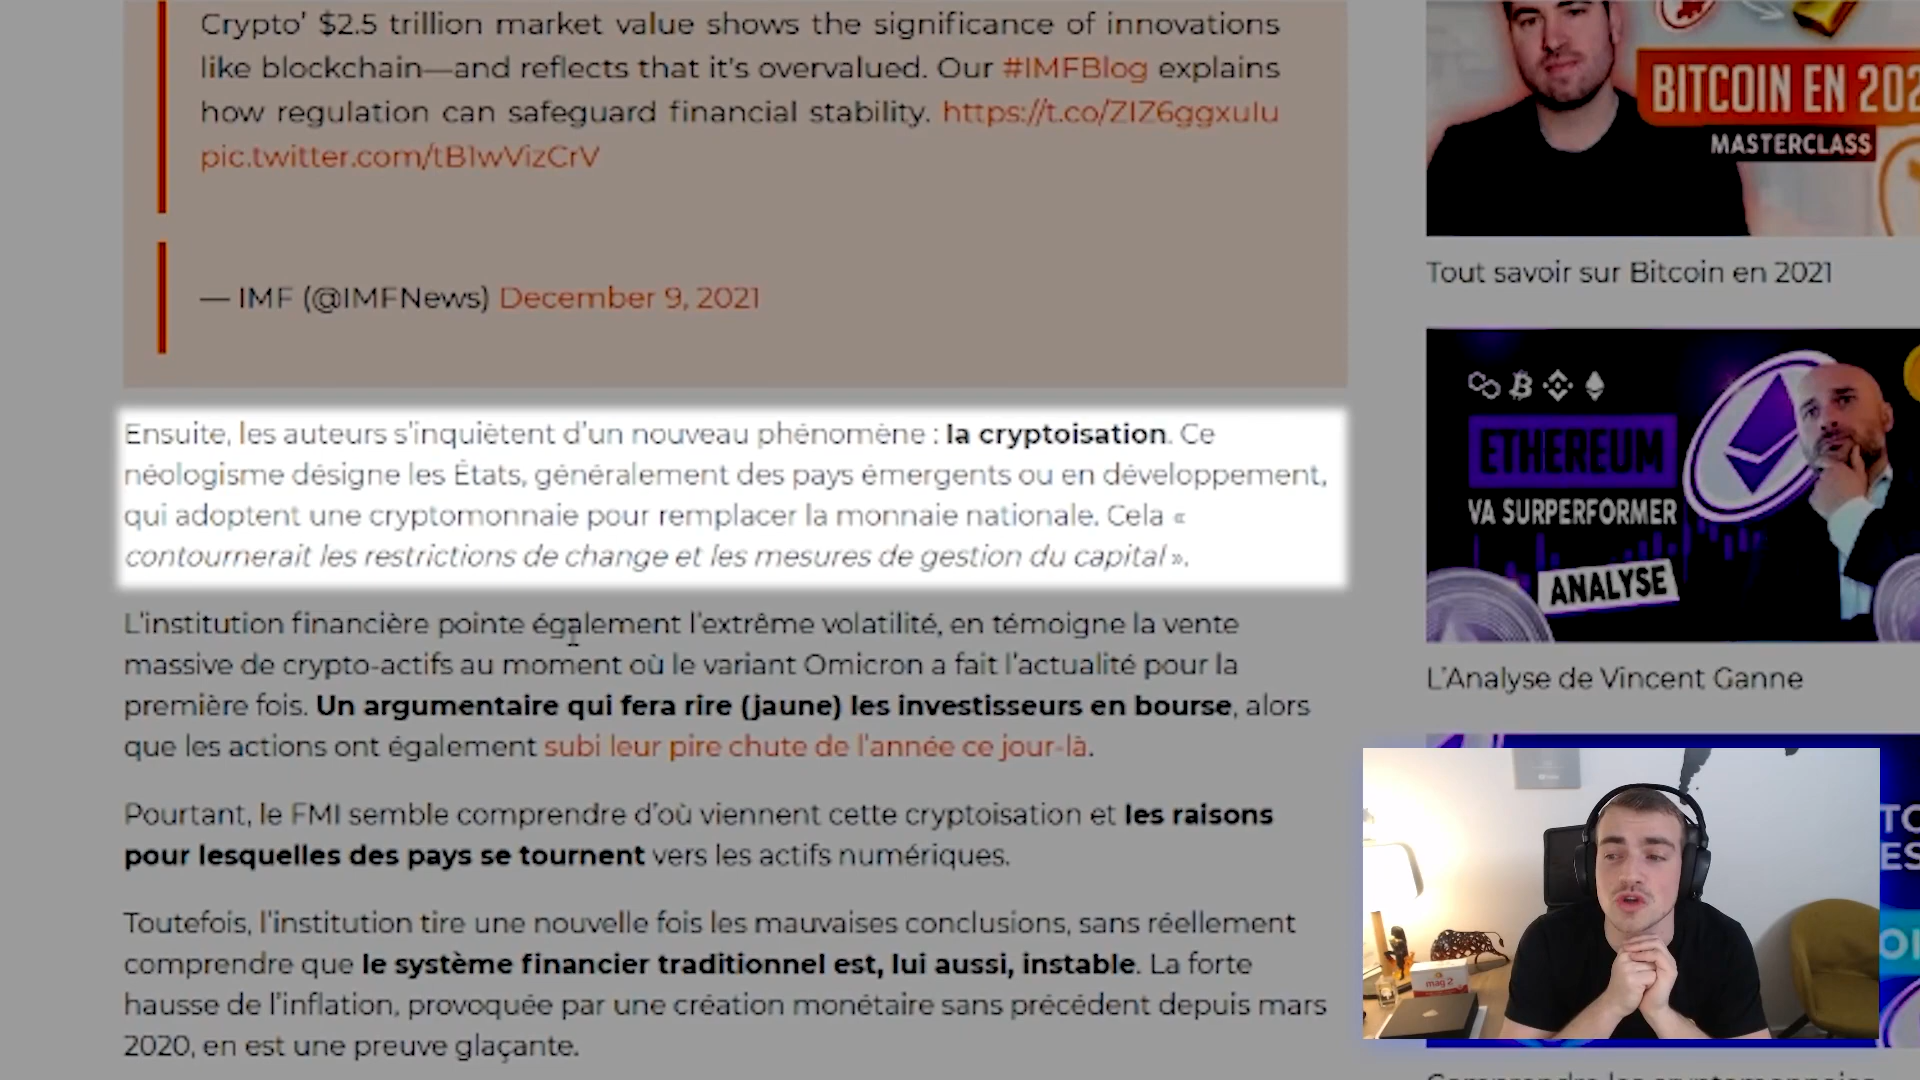 Crypto' $2.5 trillion market value shows the significance of innovations
like blockchain—and reflects that it's overvalued. Our #IMFBlog explains
how regulation can safeguard financial stability. https://t.co/ZIZ6ggxulu
pic.twitter.com/tB1wVizCrV
— IMF (@IMFNews) December 9, 2021
Ensuite, les auteurs s'inquiètent d'un nouveau phénomène : la cryptoisation. Ce
néologisme désigne les États, généralement des pays émergents ou en développement,
qui adoptent une cryptomonnaie pour remplacer la monnaie nationale. Cela «
contournerait les restrictions de change et les mesures de gestion du capital ».
L'institution financière pointe également l'extrême volatilité, en témoigne la vente
massive de crypto-actifs au moment où le variant Omicron a fait l'actualité pour la
première fois. Un argumentaire qui fera rire (jaune) les investisseurs en bourse, alors
que les actions ont également subi leur pire chute de l'année ce jour-là.
Pourtant, le FMI semble comprendre d'où viennent cette cryptoisation et les raisons
pour lesquelles des pays se tournent vers les actifs numériques.
Toutefois, l'institution tire une nouvelle fois les mauvaises conclusions, sans réellement
comprendre que le système financier traditionnel est, lui aussi, instable. La forte
hausse de l'inflation, provoquée par une création monétaire sans précédent depuis mars
2020, en est une preuve glaçante.
BITCOIN EN 202
MASTERCLASS
Tout savoir sur Bitcoin en 2021
ETHEREUM
VA SURPERFORMER
ANALYSE
L'Analyse de Vincent Ganne
mag 2